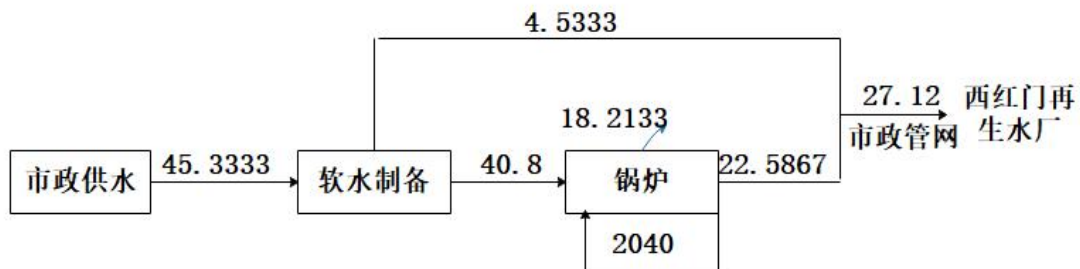 4.5333
27.12
西红门再
生水厂
市政管网
18.2133
市政供水
45.3333
软水制备
40.8
锅炉
22.5867
2040